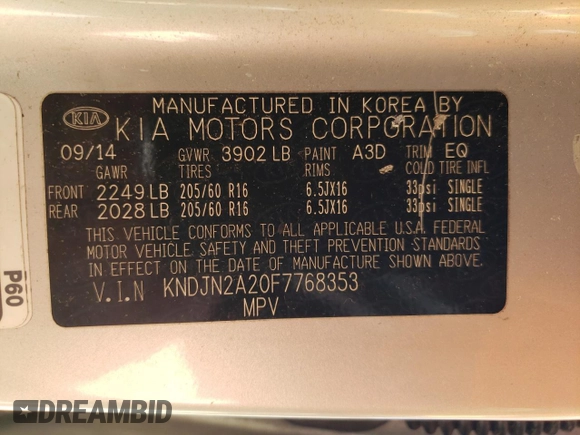 MANUFACTURED IN KOREA BY
KIA KIA MOTORS CORPORATION
09/14 GVWR 3902 LB PAINT A3D TRIM EQ
GAWR TIRES RIMS COLD TIRE INFL
FRONT 2249 LB 205/60 R16 6.5JX16 33psi SINGLE
REAR 2028 LB 205/60 R16 6.5JX16 33psi SINGLE
THIS VEHICLE CONFORMS TO ALL APPLICABLE U.S.A. FEDERAL
MOTOR VEHICLE SAFETY AND THEFT PREVENTION STANDARDS
IN EFFECT ON THE DATE OF MANUFACTURE SHOWN ABOVE.
V.I.N KNDJN2A20F7768353
MPV
P60
DREAMBID